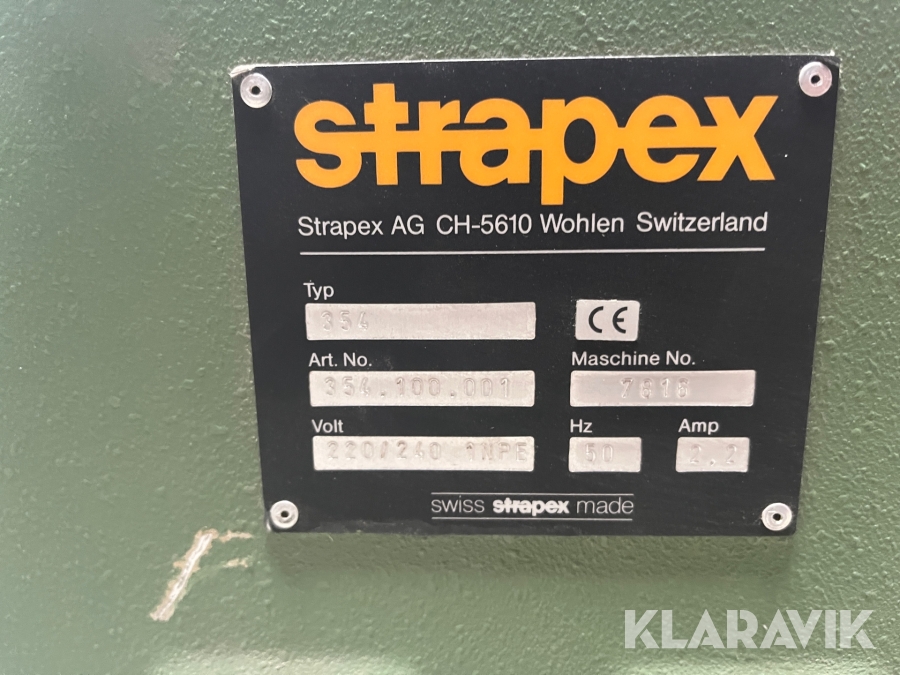 strapex
Strapex AG CH-5610 Wohlen Switzerland
Typ
354
CE
Art. No.
Maschine No.
354.100.001
7618
Volt
Hz
Amp
220/240 1NPE
50
2.2
swiss strapex made
KLARAVIK